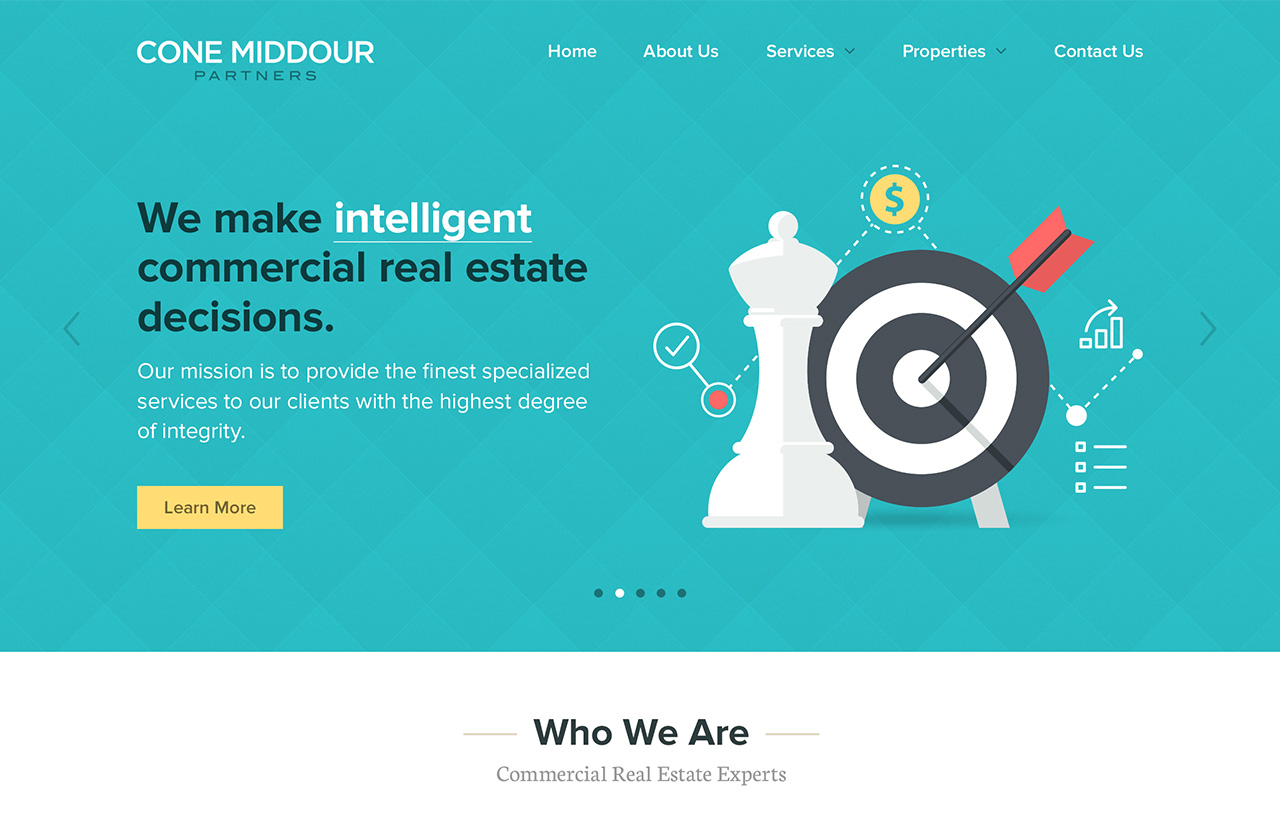 CONE MIDDOUR
PARTNERS
Home About Us Services Properties Contact Us
We make intelligent
commercial real estate
decisions.
Our mission is to provide the finest specialized
services to our clients with the highest degree
of integrity.
Learn More
$
Who We Are
Commercial Real Estate Experts